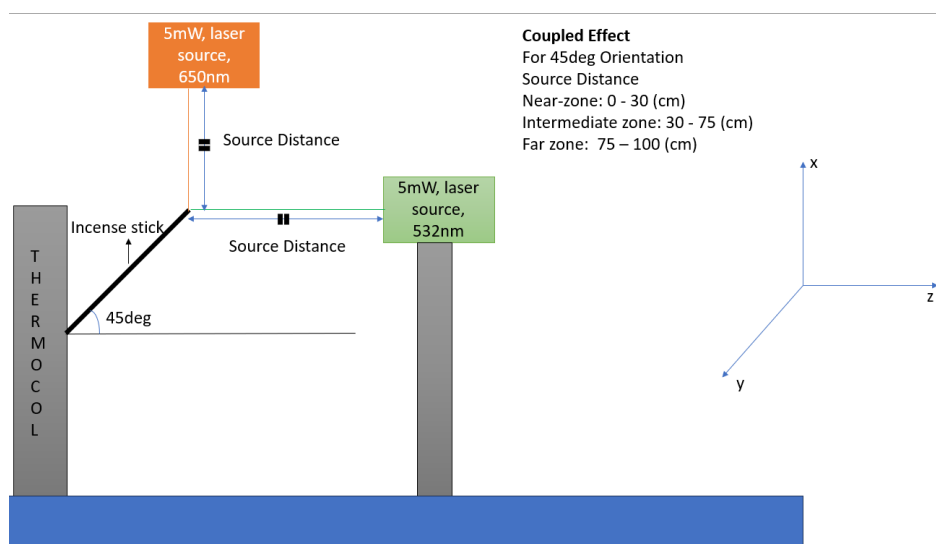 5mW, laser
source,
650nm
Coupled Effect
For 45deg Orientation
Source Distance
Near-zone: 0 - 30 (cm)
Intermediate zone: 30 - 75 (cm)
Far zone:  75 – 100 (cm)
Source Distance
x
5mW, laser
source,
532nm
Incense stick
Source Distance
T
H
E
R
M
O
C
O
L
45deg
z
y